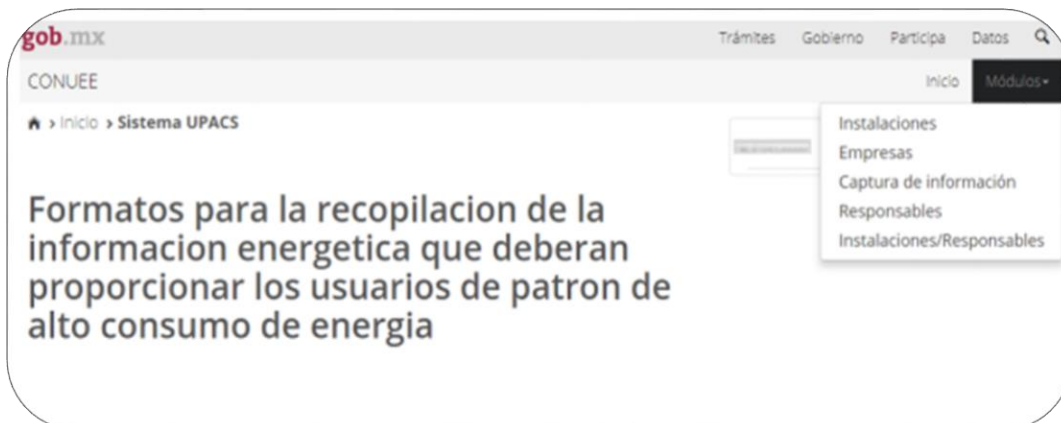 gob.mx
Trámites Gobierno Participa Datos
CONUEE
Inicio Módulos
> Inicio > Sistema UPACS
Instalaciones
Empresas
Captura de información
Responsables
Instalaciones/Responsables
Formatos para la recopilacion de la
informacion energetica que deberan
proporcionar los usuarios de patron de
alto consumo de energia